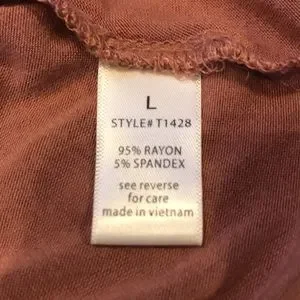 L
STYLE# T1428
95% RAYON
5% SPANDEX
see reverse
for care
made in vietnam